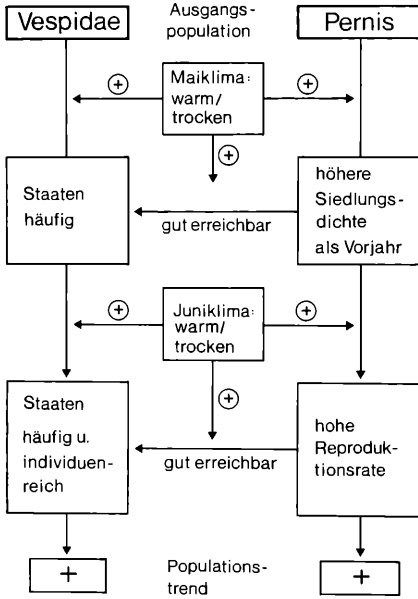 Vespidae
Ausgangs-
population
Pernis
+
Maiklima:
warm/
trocken
+
+
Staaten
häufig
gut erreichbar
höhere
Siedlungs-
dichte
als Vorjahr
+
Juniklima:
warm/
trocken
+
+
Staaten
häufig u.
individuen-
reich
gut erreichbar
hohe
Reproduk-
tionsrate
+
Populations-
trend
+